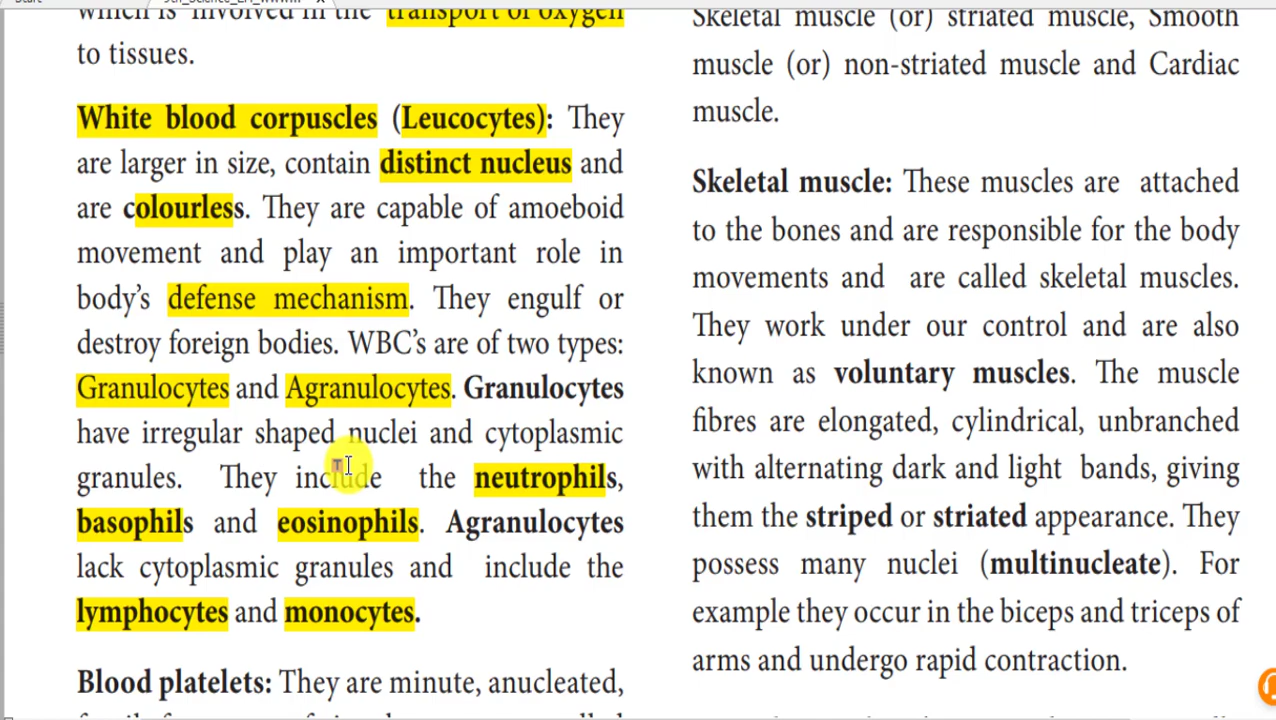 which is involved in the transport of oxygen
to tissues.
White blood corpuscles (Leucocytes): They
are larger in size, contain distinct nucleus and
are colourless. They are capable of amoeboid
movement and play an important role in
body's defense mechanism. They engulf or
destroy foreign bodies. WBC's are of two types:
Granulocytes and Agranulocytes. Granulocytes
have irregular shaped nuclei and cytoplasmic
granules. They include the neutrophils,
basophils and eosinophils. Agranulocytes
lack cytoplasmic granules and include the
lymphocytes and monocytes.
Blood platelets: They are minute, anucleated,
Skeletal muscle (or) striated muscle, Smooth
muscle (or) non-striated muscle and Cardiac
muscle.
Skeletal muscle: These muscles are attached
to the bones and are responsible for the body
movements and are called skeletal muscles.
They work under our control and are also
known as voluntary muscles. The muscle
fibres are elongated, cylindrical, unbranched
with alternating dark and light bands, giving
them the striped or striated appearance. They
possess many nuclei (multinucleate). For
example they occur in the biceps and triceps of
arms and undergo rapid contraction.